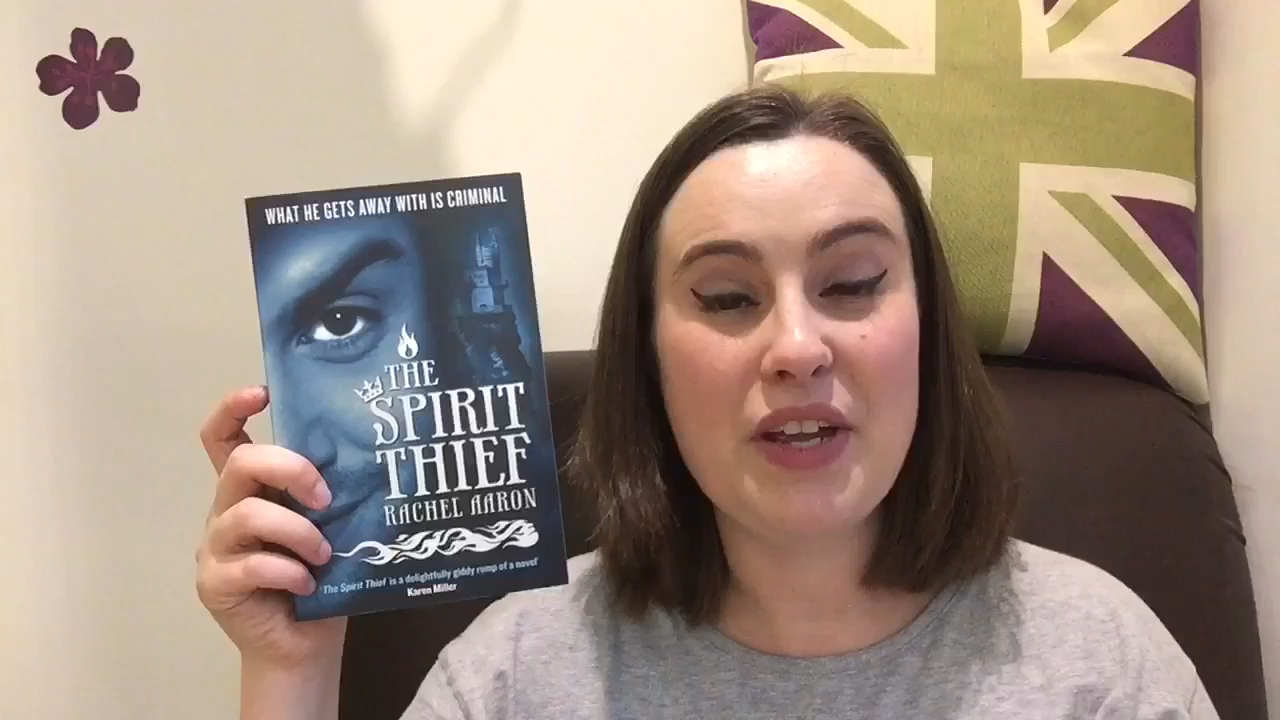 WHAT HE GETS AWAY WITH IS CRIMINAL
THE
SPIRIT
THIEF
RACHEL AARON
'The Spirit Thief is a delightfully giddy romp of a novel'
Karen Miller